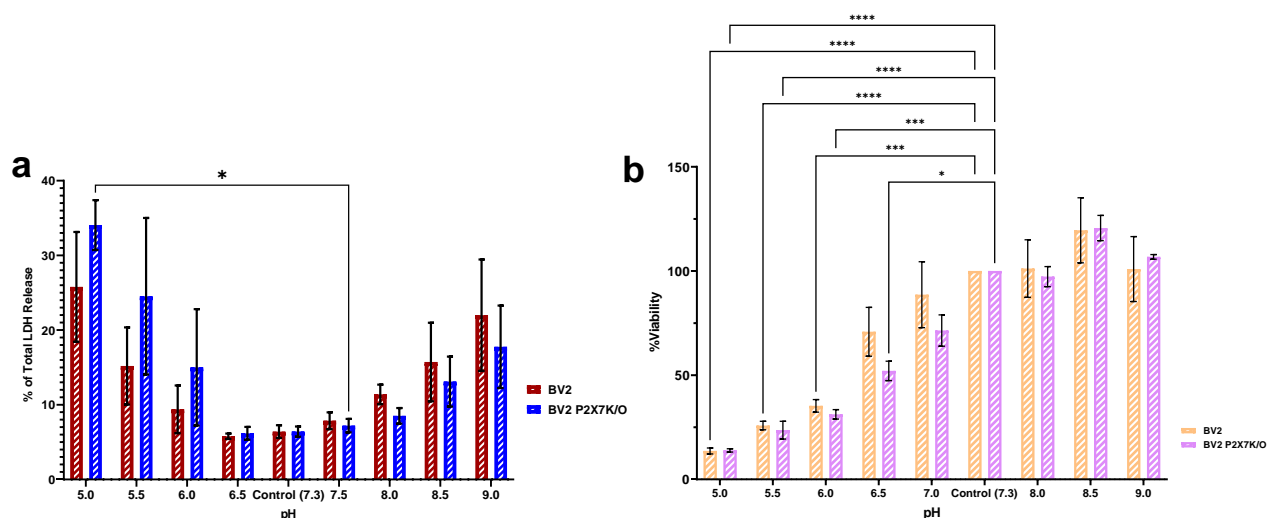 a
*
% of Total LDH Release
40
30
20
10
0
5.0 5.5 6.0 6.5 Control (7.3) 7.5 8.0 8.5 9.0
pH
BV2
BV2 P2X7K/O
b
****
****
****
****
***
***
*
%Viability
150
100
50
0
5.0 5.5 6.0 6.5 7.0 Control (7.3) 8.0 8.5 9.0
pH
BV2
BV2 P2X7K/O